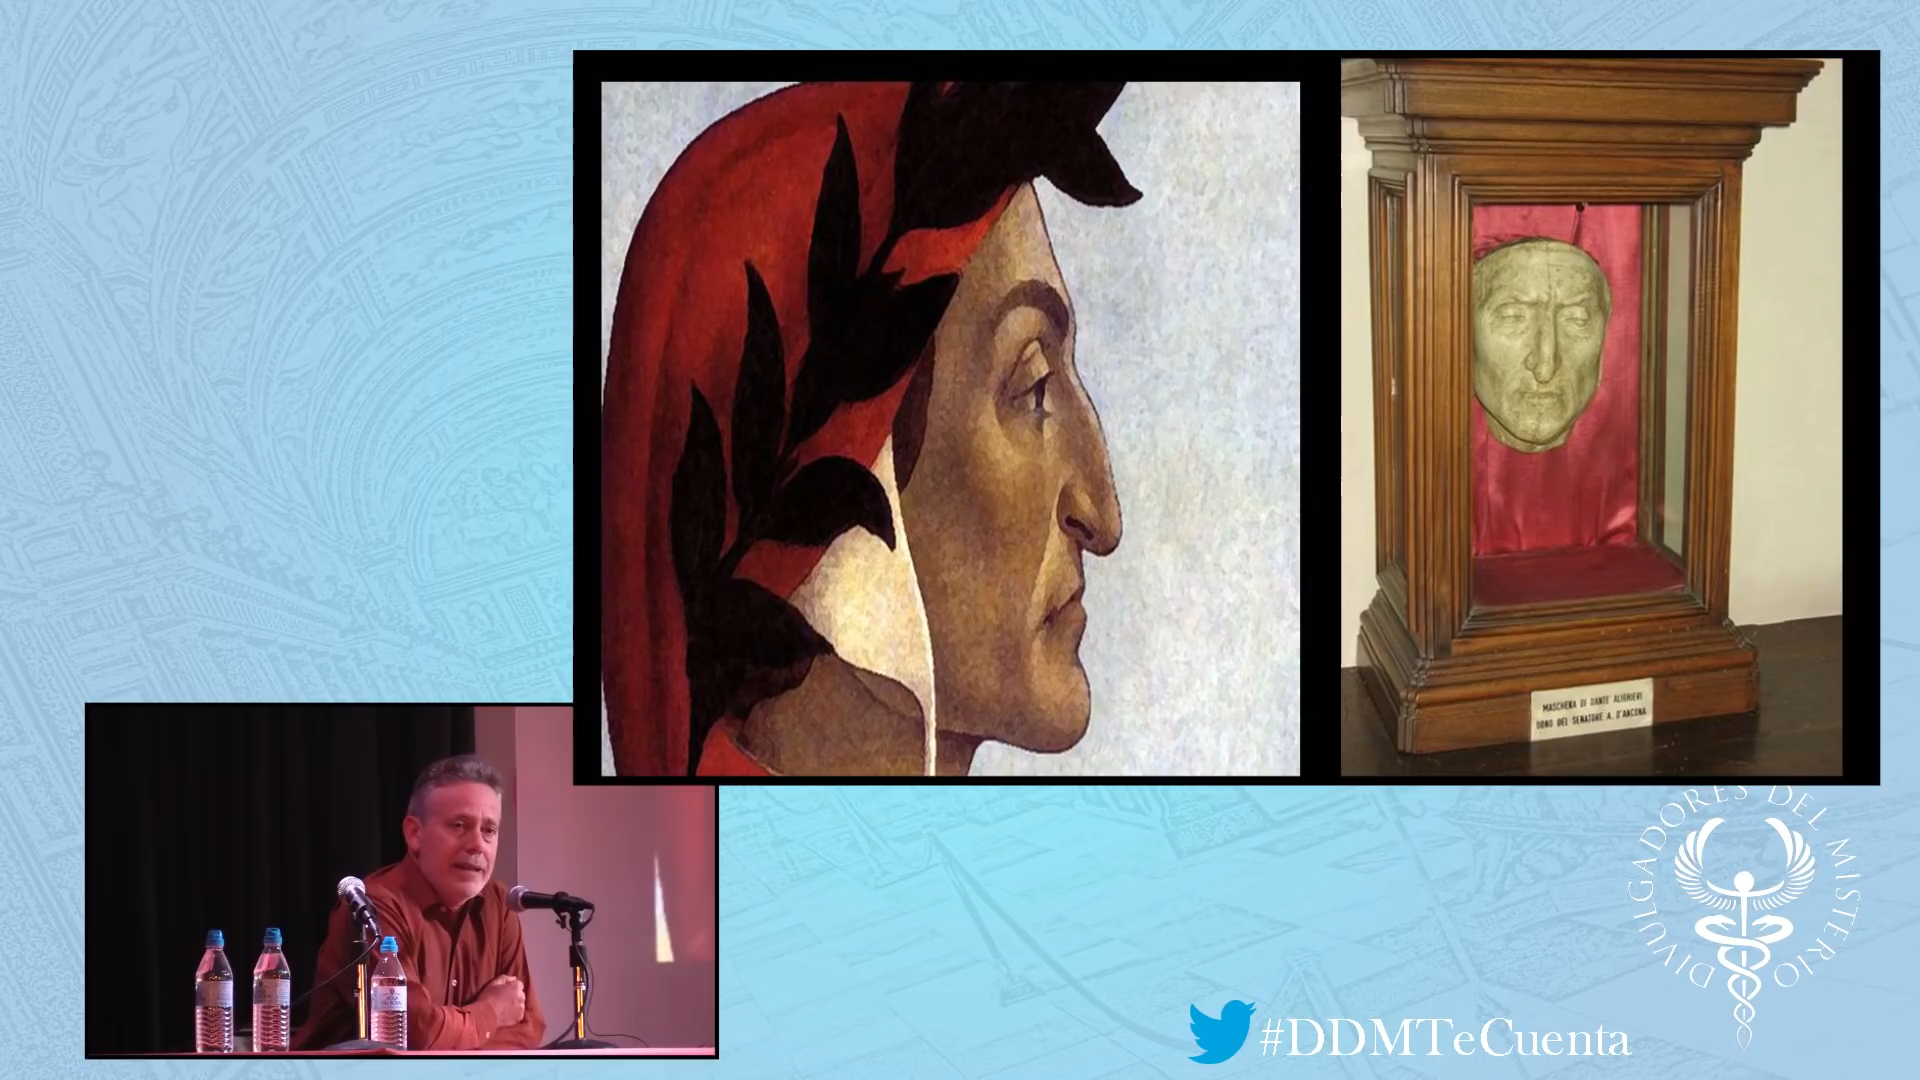 MASCHERA DI DANTE ALIGHIERI
DONO DEL SENATORE A. D'ANCONA
DIVULGADORES DEL MISTERIO
#DDMTeCuenta